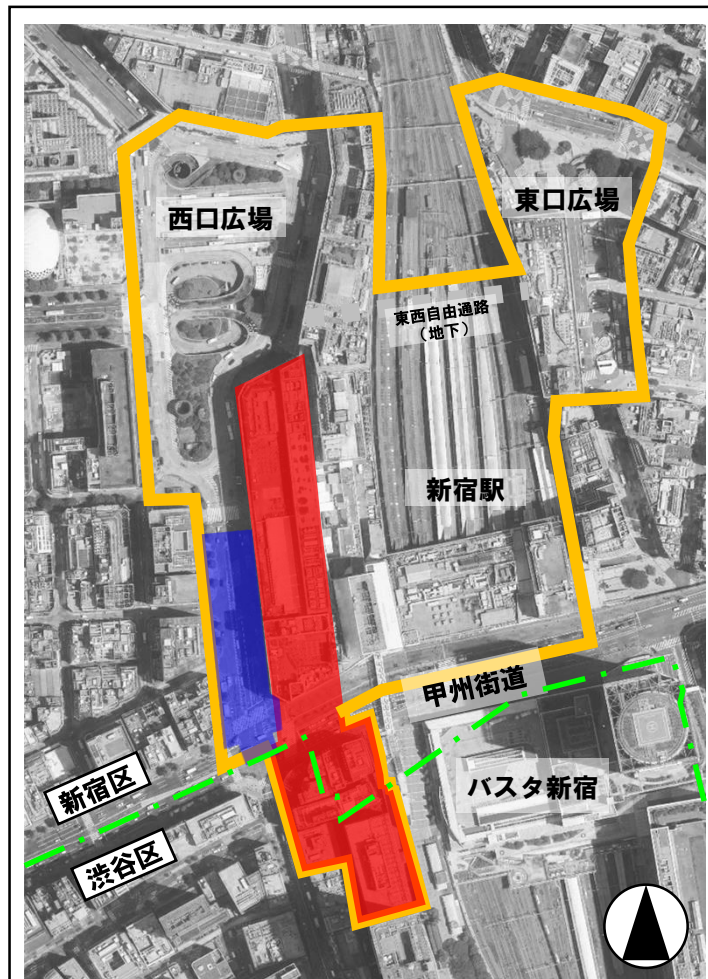 西口広場
東口広場
東西自由通路
（地下）
新宿駅
甲州街道
バスタ新宿
新宿区
渋谷区